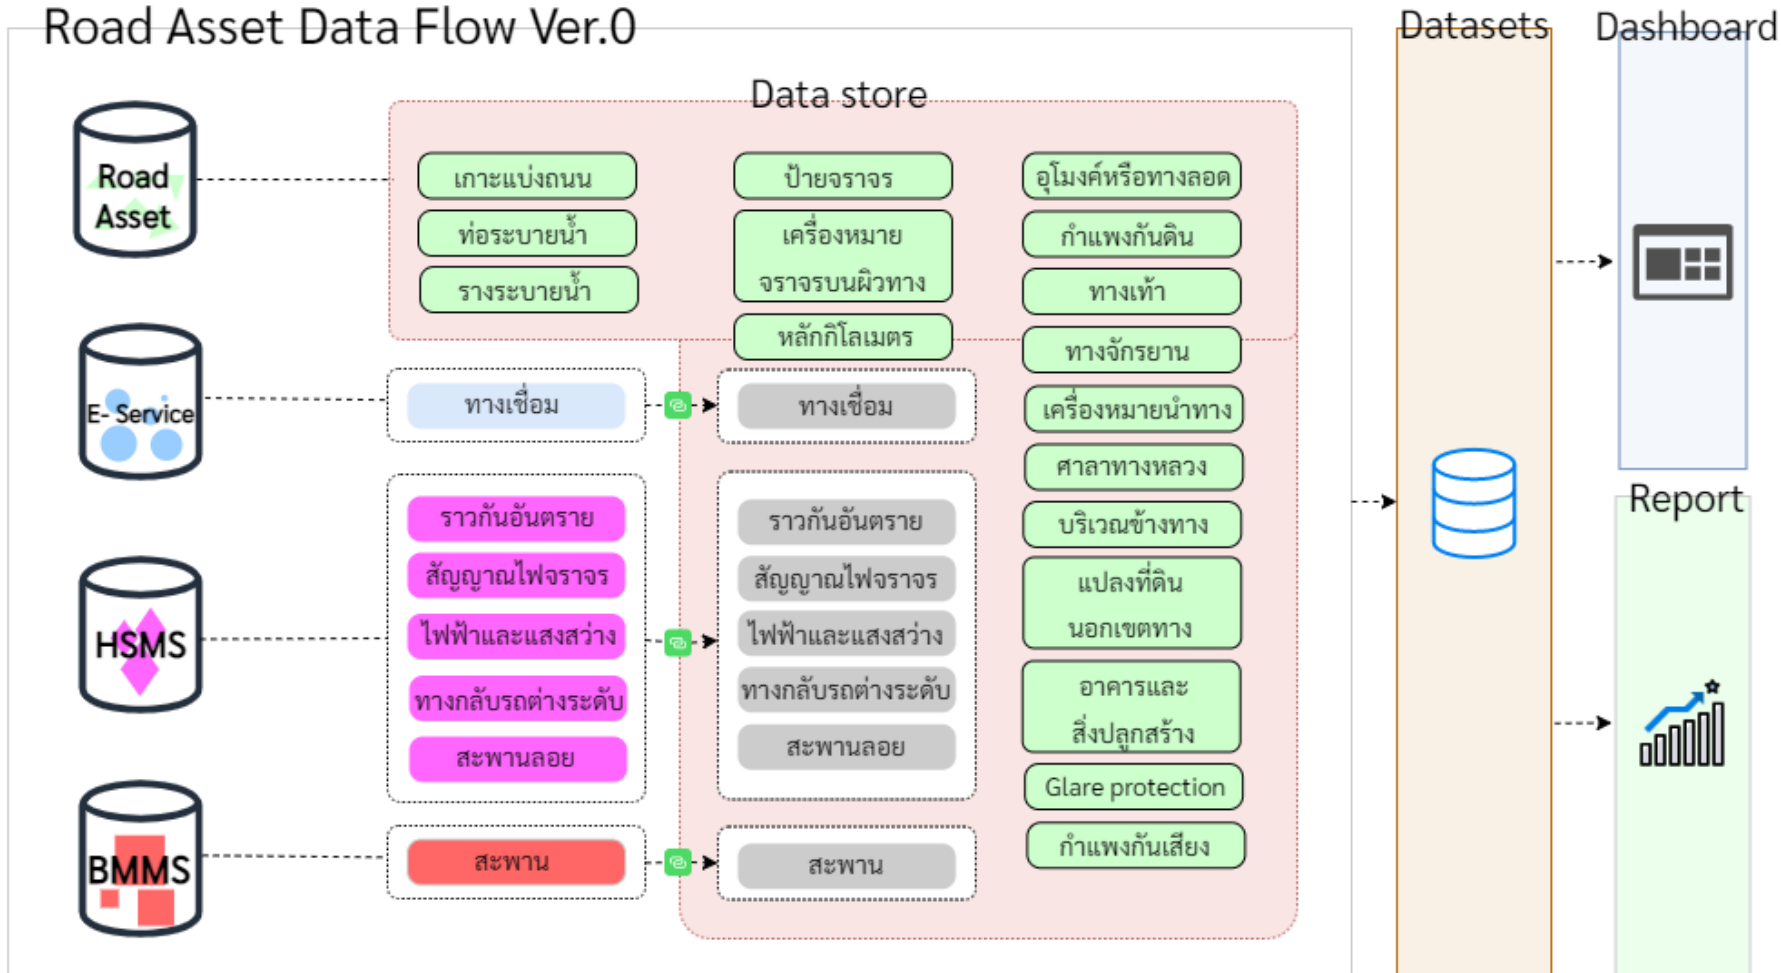 Road Asset Data Flow Ver.0
Datasets
Dashboard
Data store
Road
Asset
เกาะแบ่งถนน
ท่อระบายน้ำ
รางระบายน้ำ
ป้ายจราจร
เครื่องหมาย
จราจรบนผิวทาง
หลักกิโลเมตร
อุโมงค์หรือทางลอด
กำแพงกันดิน
ทางเท้า
ทางจักรยาน
เครื่องหมายนำทาง
ศาลาทางหลวง
บริเวณข้างทาง
แปลงที่ดิน
นอกเขตทาง
อาคารและ
สิ่งปลูกสร้าง
Glare protection
กำแพงกันเสียง
E- Service
ทางเชื่อม
ทางเชื่อม
HSMS
ราวกันอันตราย
สัญญาณไฟจราจร
ไฟฟ้าและแสงสว่าง
ทางกลับรถต่างระดับ
สะพานลอย
ราวกันอันตราย
สัญญาณไฟจราจร
ไฟฟ้าและแสงสว่าง
ทางกลับรถต่างระดับ
สะพานลอย
BMMS
สะพาน
สะพาน
Report